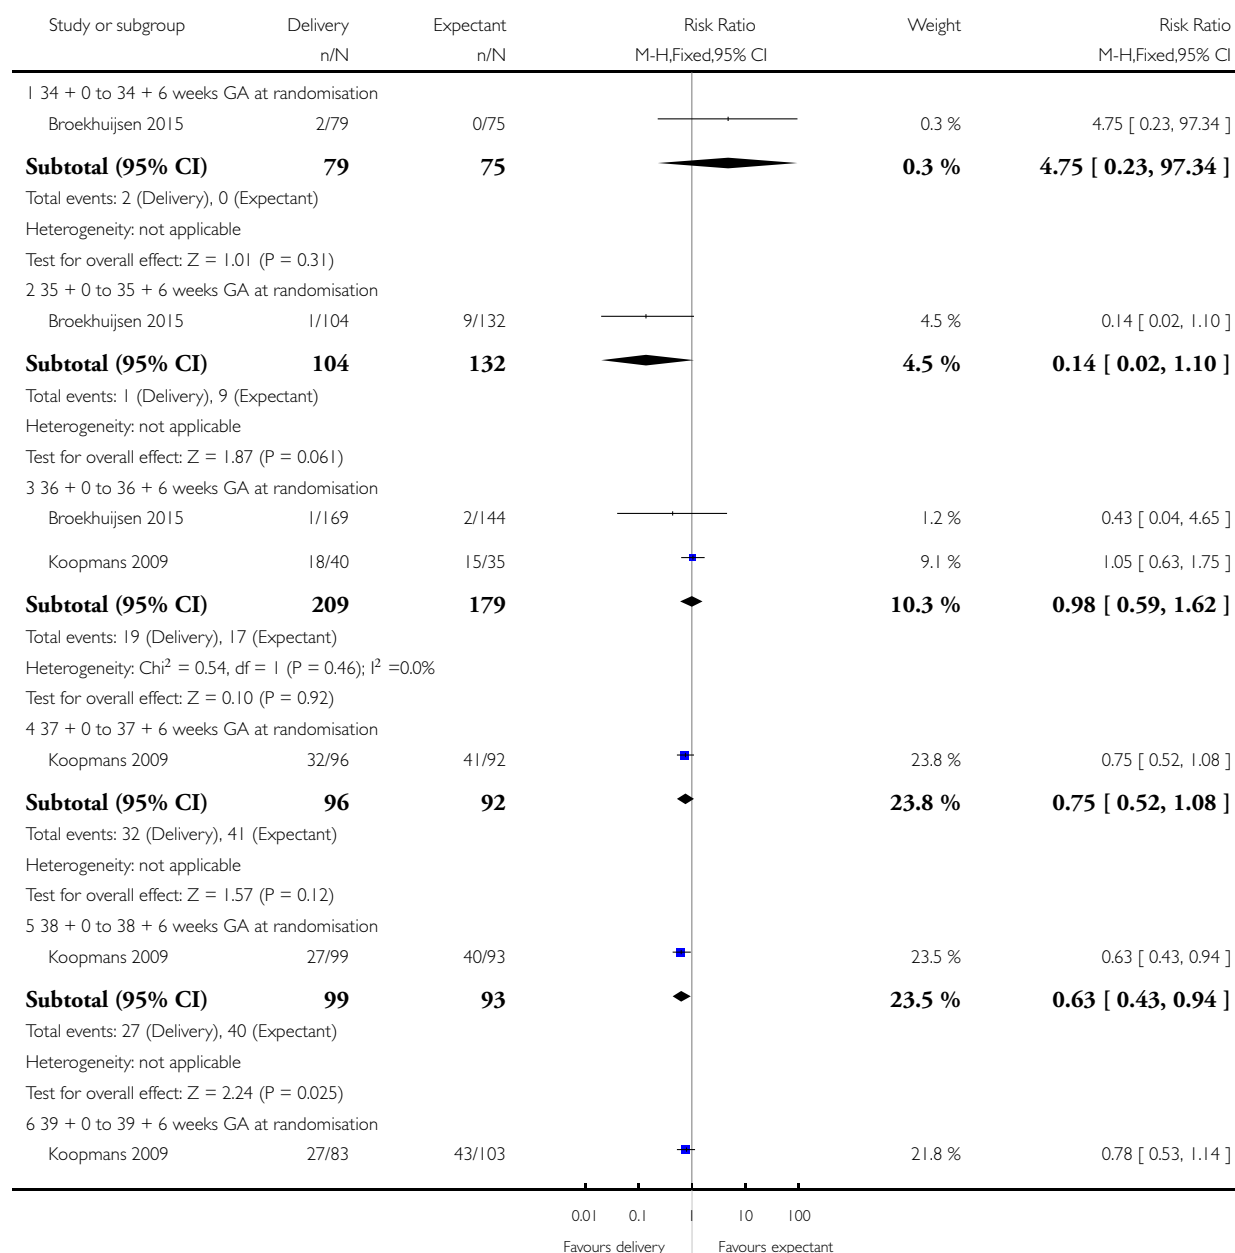 Study or subgroup Delivery Expectant Risk Ratio Weight Risk Ratio
n/N n/N M-H,Fixed,95% CI M-H,Fixed,95% CI
1 34 + 0 to 34 + 6 weeks GA at randomisation
Broekhuijsen 2015 2/79 0/75 0.3 % 4.75 [ 0.23, 97.34 ]
Subtotal (95% CI) 79 75 0.3 % 4.75 [ 0.23, 97.34 ]
Total events: 2 (Delivery), 0 (Expectant)
Heterogeneity: not applicable
Test for overall effect: Z = 1.01 (P = 0.31)
2 35 + 0 to 35 + 6 weeks GA at randomisation
Broekhuijsen 2015 1/104 9/132 4.5 % 0.14 [ 0.02, 1.10 ]
Subtotal (95% CI) 104 132 4.5 % 0.14 [ 0.02, 1.10 ]
Total events: 1 (Delivery), 9 (Expectant)
Heterogeneity: not applicable
Test for overall effect: Z = 1.87 (P = 0.061)
3 36 + 0 to 36 + 6 weeks GA at randomisation
Broekhuijsen 2015 1/169 2/144 1.2 % 0.43 [ 0.04, 4.65 ]
Koopmans 2009 18/40 15/35 9.1 % 1.05 [ 0.63, 1.75 ]
Subtotal (95% CI) 209 179 10.3 % 0.98 [ 0.59, 1.62 ]
Total events: 19 (Delivery), 17 (Expectant)
Heterogeneity: Chi² = 0.54, df = 1 (P = 0.46); I² =0.0%
Test for overall effect: Z = 0.10 (P = 0.92)
4 37 + 0 to 37 + 6 weeks GA at randomisation
Koopmans 2009 32/96 41/92 23.8 % 0.75 [ 0.52, 1.08 ]
Subtotal (95% CI) 96 92 23.8 % 0.75 [ 0.52, 1.08 ]
Total events: 32 (Delivery), 41 (Expectant)
Heterogeneity: not applicable
Test for overall effect: Z = 1.57 (P = 0.12)
5 38 + 0 to 38 + 6 weeks GA at randomisation
Koopmans 2009 27/99 40/93 23.5 % 0.63 [ 0.43, 0.94 ]
Subtotal (95% CI) 99 93 23.5 % 0.63 [ 0.43, 0.94 ]
Total events: 27 (Delivery), 40 (Expectant)
Heterogeneity: not applicable
Test for overall effect: Z = 2.24 (P = 0.025)
6 39 + 0 to 39 + 6 weeks GA at randomisation
Koopmans 2009 27/83 43/103 21.8 % 0.78 [ 0.53, 1.14 ]
0.01 0.1 1 10 100
Favours delivery Favours expectant